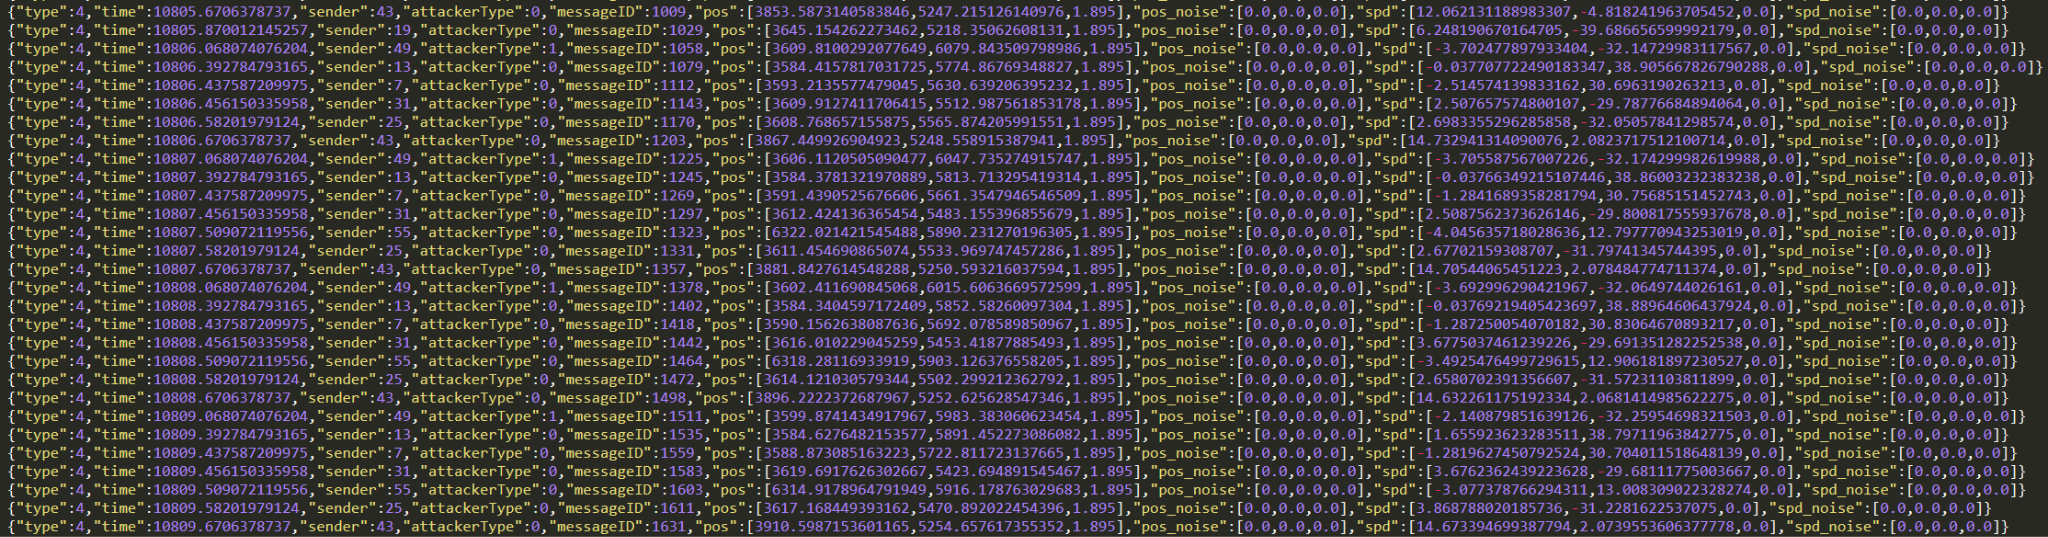 {"type":4,"time":10805.6706378737,"sender":43,"attackerType":0,"messageID":1009,"pos":[3853.5873140583846,5247.215126140976,1.895],"pos_noise":[0.0,0.0,0.0],"spd":[12.062131188983307,-4.818241963705452,0.0],"spd_noise":[0.0,0.0,0.0]}
{"type":4,"time":10805.870012145257,"sender":19,"attackerType":0,"messageID":1029,"pos":[3645.154262273462,5218.35062608131,1.895],"pos_noise":[0.0,0.0,0.0],"spd":[6.248190670164705,-39.686656599992179,0.0],"spd_noise":[0.0,0.0,0.0]}
{"type":4,"time":10806.068074076204,"sender":49,"attackerType":1,"messageID":1058,"pos":[3609.8100292077649,6079.843509798986,1.895],"pos_noise":[0.0,0.0,0.0],"spd":[-3.702477897933404,-32.14729983117567,0.0],"spd_noise":[0.0,0.0,0.0]}
{"type":4,"time":10806.392784793165,"sender":13,"attackerType":0,"messageID":1079,"pos":[3584.4157817031725,5774.86769348827,1.895],"pos_noise":[0.0,0.0,0.0],"spd":[-0.037707722490183347,38.905667826790288,0.0],"spd_noise":[0.0,0.0,0.0]}
{"type":4,"time":10806.437587209975,"sender":7,"attackerType":0,"messageID":1112,"pos":[3593.2135577479045,5630.639206395232,1.895],"pos_noise":[0.0,0.0,0.0],"spd":[-2.514574139833162,30.6963190263213,0.0],"spd_noise":[0.0,0.0,0.0]}
{"type":4,"time":10806.456150335958,"sender":31,"attackerType":0,"messageID":1143,"pos":[3609.9127411706415,5512.987561853178,1.895],"pos_noise":[0.0,0.0,0.0],"spd":[2.507657574800107,-29.78776684894064,0.0],"spd_noise":[0.0,0.0,0.0]}
{"type":4,"time":10806.58201979124,"sender":25,"attackerType":0,"messageID":1170,"pos":[3608.768657155875,5565.874205991551,1.895],"pos_noise":[0.0,0.0,0.0],"spd":[2.6983355296285858,-32.05057841298574,0.0],"spd_noise":[0.0,0.0,0.0]}
{"type":4,"time":10806.6706378737,"sender":43,"attackerType":0,"messageID":1203,"pos":[3867.449926904923,5248.558915387941,1.895],"pos_noise":[0.0,0.0,0.0],"spd":[14.732941314090076,2.0823717512100714,0.0],"spd_noise":[0.0,0.0,0.0]}
{"type":4,"time":10807.068074076204,"sender":49,"attackerType":1,"messageID":1225,"pos":[3606.1120505090477,6047.735274915747,1.895],"pos_noise":[0.0,0.0,0.0],"spd":[-3.705587567007226,-32.174299982619988,0.0],"spd_noise":[0.0,0.0,0.0]}
{"type":4,"time":10807.392784793165,"sender":13,"attackerType":0,"messageID":1245,"pos":[3584.3781321970889,5813.713295419314,1.895],"pos_noise":[0.0,0.0,0.0],"spd":[-0.03766349215107446,38.86003232383238,0.0],"spd_noise":[0.0,0.0,0.0]}
{"type":4,"time":10807.437587209975,"sender":7,"attackerType":0,"messageID":1269,"pos":[3591.4390525676606,5661.3547946546509,1.895],"pos_noise":[0.0,0.0,0.0],"spd":[-1.2841689358281794,30.75685151452743,0.0],"spd_noise":[0.0,0.0,0.0]}
{"type":4,"time":10807.456150335958,"sender":31,"attackerType":0,"messageID":1297,"pos":[3612.424136365454,5483.155396855679,1.895],"pos_noise":[0.0,0.0,0.0],"spd":[2.5087562373626146,-29.800817555937678,0.0],"spd_noise":[0.0,0.0,0.0]}
{"type":4,"time":10807.509072119556,"sender":55,"attackerType":0,"messageID":1323,"pos":[6322.021421545488,5890.231270196305,1.895],"pos_noise":[0.0,0.0,0.0],"spd":[-4.045635718028636,12.797770943253019,0.0],"spd_noise":[0.0,0.0,0.0]}
{"type":4,"time":10807.58201979124,"sender":25,"attackerType":0,"messageID":1331,"pos":[3611.454690865074,5533.969747457286,1.895],"pos_noise":[0.0,0.0,0.0],"spd":[2.67702159308707,-31.79741345744395,0.0],"spd_noise":[0.0,0.0,0.0]}
{"type":4,"time":10807.6706378737,"sender":43,"attackerType":0,"messageID":1357,"pos":[3881.8427614548288,5250.593216037594,1.895],"pos_noise":[0.0,0.0,0.0],"spd":[14.70544065451223,2.078484774711374,0.0],"spd_noise":[0.0,0.0,0.0]}
{"type":4,"time":10808.068074076204,"sender":49,"attackerType":1,"messageID":1378,"pos":[3602.411690845068,6015.6063669572599,1.895],"pos_noise":[0.0,0.0,0.0],"spd":[-3.692996290421967,-32.0649744026161,0.0],"spd_noise":[0.0,0.0,0.0]}
{"type":4,"time":10808.392784793165,"sender":13,"attackerType":0,"messageID":1402,"pos":[3584.3404597172409,5852.58260097304,1.895],"pos_noise":[0.0,0.0,0.0],"spd":[-0.03769219405423697,38.88964606437924,0.0],"spd_noise":[0.0,0.0,0.0]}
{"type":4,"time":10808.437587209975,"sender":7,"attackerType":0,"messageID":1418,"pos":[3590.1562638087636,5692.078589850967,1.895],"pos_noise":[0.0,0.0,0.0],"spd":[-1.287250054070182,30.83064670893217,0.0],"spd_noise":[0.0,0.0,0.0]}
{"type":4,"time":10808.456150335958,"sender":31,"attackerType":0,"messageID":1442,"pos":[3616.010229045259,5453.41877885493,1.895],"pos_noise":[0.0,0.0,0.0],"spd":[3.6775037461239226,-29.691351282252538,0.0],"spd_noise":[0.0,0.0,0.0]}
{"type":4,"time":10808.509072119556,"sender":55,"attackerType":0,"messageID":1464,"pos":[6318.28116933919,5903.126376558205,1.895],"pos_noise":[0.0,0.0,0.0],"spd":[-3.4925476499729615,12.906181897230527,0.0],"spd_noise":[0.0,0.0,0.0]}
{"type":4,"time":10808.58201979124,"sender":25,"attackerType":0,"messageID":1472,"pos":[3614.121030579344,5502.299212362792,1.895],"pos_noise":[0.0,0.0,0.0],"spd":[2.6580702391356607,-31.57231103811899,0.0],"spd_noise":[0.0,0.0,0.0]}
{"type":4,"time":10808.6706378737,"sender":43,"attackerType":0,"messageID":1498,"pos":[3896.2222372687967,5252.625628547346,1.895],"pos_noise":[0.0,0.0,0.0],"spd":[14.632261175192334,2.0681414985622275,0.0],"spd_noise":[0.0,0.0,0.0]}
{"type":4,"time":10809.068074076204,"sender":49,"attackerType":1,"messageID":1511,"pos":[3599.8741434917967,5983.383060623454,1.895],"pos_noise":[0.0,0.0,0.0],"spd":[-2.140879851639126,-32.25954698321503,0.0],"spd_noise":[0.0,0.0,0.0]}
{"type":4,"time":10809.392784793165,"sender":13,"attackerType":0,"messageID":1535,"pos":[3584.6276482153577,5891.452273086082,1.895],"pos_noise":[0.0,0.0,0.0],"spd":[1.655923623283511,38.79711963842775,0.0],"spd_noise":[0.0,0.0,0.0]}
{"type":4,"time":10809.437587209975,"sender":7,"attackerType":0,"messageID":1559,"pos":[3588.873085163223,5722.811723137665,1.895],"pos_noise":[0.0,0.0,0.0],"spd":[-1.2819627450792524,30.704011518648139,0.0],"spd_noise":[0.0,0.0,0.0]}
{"type":4,"time":10809.456150335958,"sender":31,"attackerType":0,"messageID":1583,"pos":[3619.6917626302667,5423.694891545467,1.895],"pos_noise":[0.0,0.0,0.0],"spd":[3.6762362439223628,-29.68111775003667,0.0],"spd_noise":[0.0,0.0,0.0]}
{"type":4,"time":10809.509072119556,"sender":55,"attackerType":0,"messageID":1603,"pos":[6314.9178964791949,5916.178763029683,1.895],"pos_noise":[0.0,0.0,0.0],"spd":[-3.077378766294311,13.008309022328274,0.0],"spd_noise":[0.0,0.0,0.0]}
{"type":4,"time":10809.58201979124,"sender":25,"attackerType":0,"messageID":1611,"pos":[3617.168449393162,5470.892022454396,1.895],"pos_noise":[0.0,0.0,0.0],"spd":[3.868788020185736,-31.2281622537075,0.0],"spd_noise":[0.0,0.0,0.0]}
{"type":4,"time":10809.6706378737,"sender":43,"attackerType":0,"messageID":1631,"pos":[3910.5987153601165,5254.657617355352,1.895],"pos_noise":[0.0,0.0,0.0],"spd":[14.673394699387794,2.0739553606377778,0.0],"spd_noise":[0.0,0.0,0.0]}